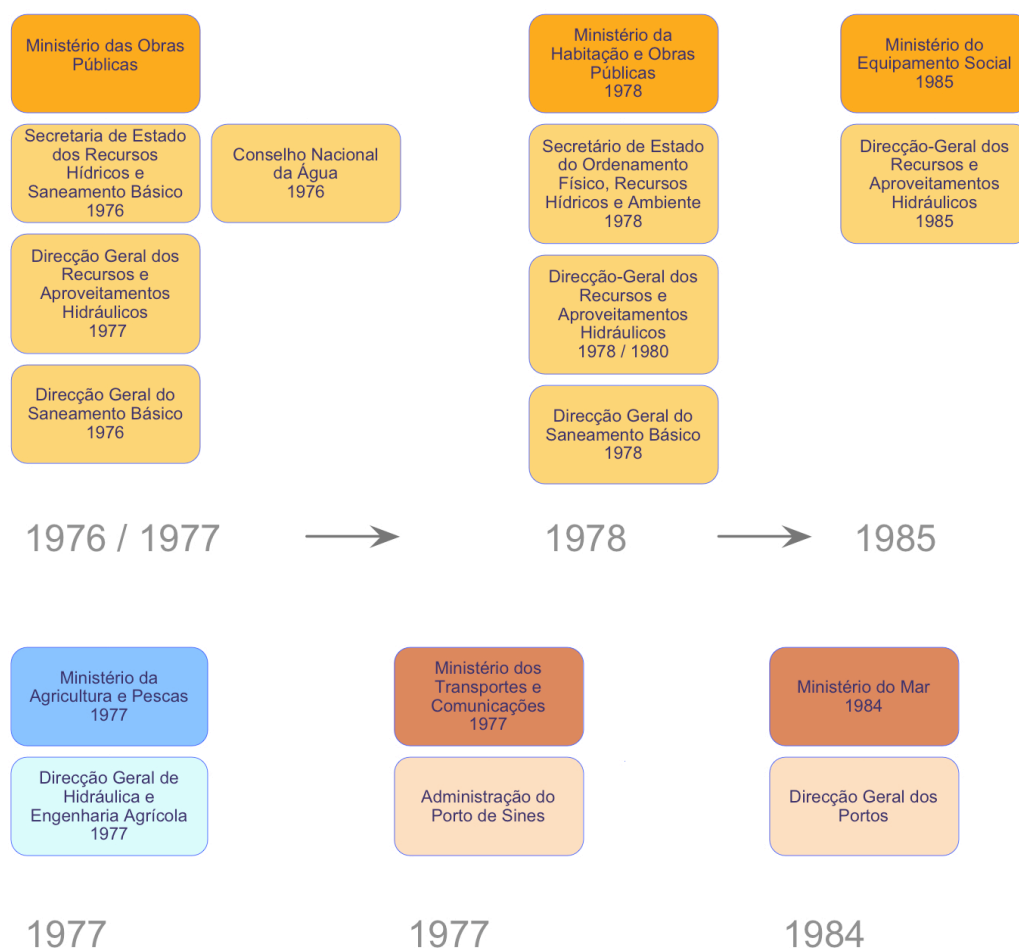 Ministério das Obras
Públicas
Ministério da
Habitação e Obras
Públicas
1978
Ministério do
Equipamento Social
1985
Secretaria de Estado
dos Recursos
Hídricos e
Saneamento Básico
1976
Conselho Nacional
da Água
1976
Secretário de Estado
do Ordenamento
Físico, Recursos
Hídricos e Ambiente
1978
Direcção-Geral dos
Recursos e
Aproveitamentos
Hidráulicos
1985
Direcção Geral dos
Recursos e
Aproveitamentos
Hidráulicos
1977
Direcção-Geral dos
Recursos e
Aproveitamentos
Hidráulicos
1978 / 1980
Direcção Geral do
Saneamento Básico
1976
Direcção Geral do
Saneamento Básico
1978
1976 / 1977
1978
1985
Ministério da
Agricultura e Pescas
1977
Ministério dos
Transportes e
Comunicações
1977
Ministério do Mar
1984
Direcção Geral de
Hidráulica e
Engenharia Agrícola
1977
Administração do
Porto de Sines
Direcção Geral dos
Portos
1977
1977
1984